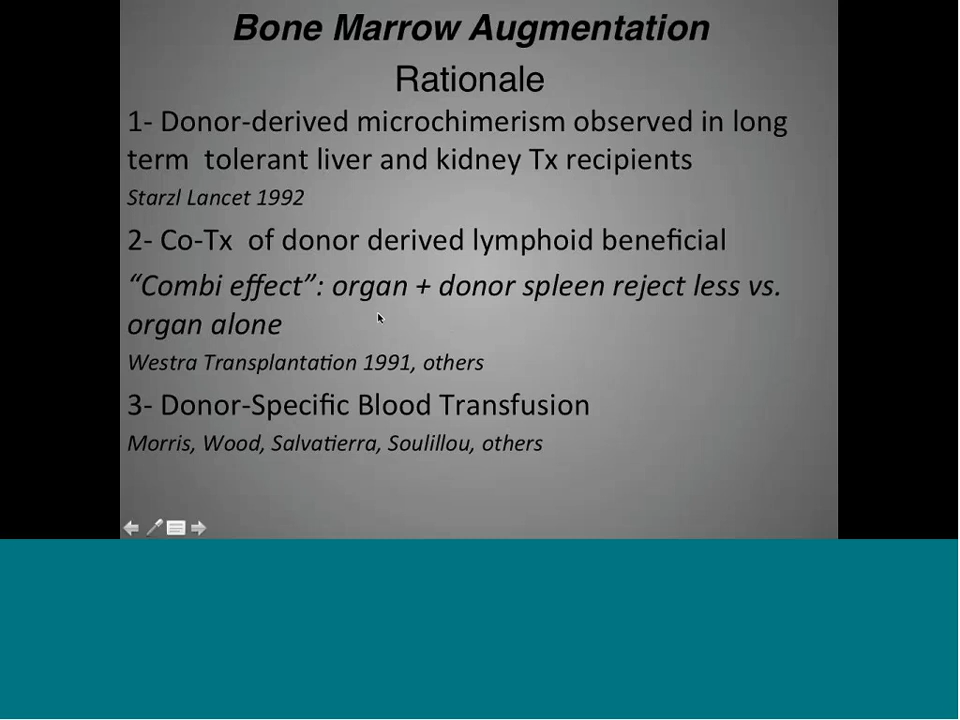 Bone Marrow Augmentation
Rationale
1- Donor-derived microchimerism observed in long
term  tolerant liver and kidney Tx recipients
Starzl Lancet 1992
2- Co-Tx  of donor derived lymphoid beneficial
“Combi effect”: organ + donor spleen reject less vs.
organ alone
Westra Transplantation 1991, others
3- Donor-Specific Blood Transfusion
Morris, Wood, Salvatierra, Soulillou, others